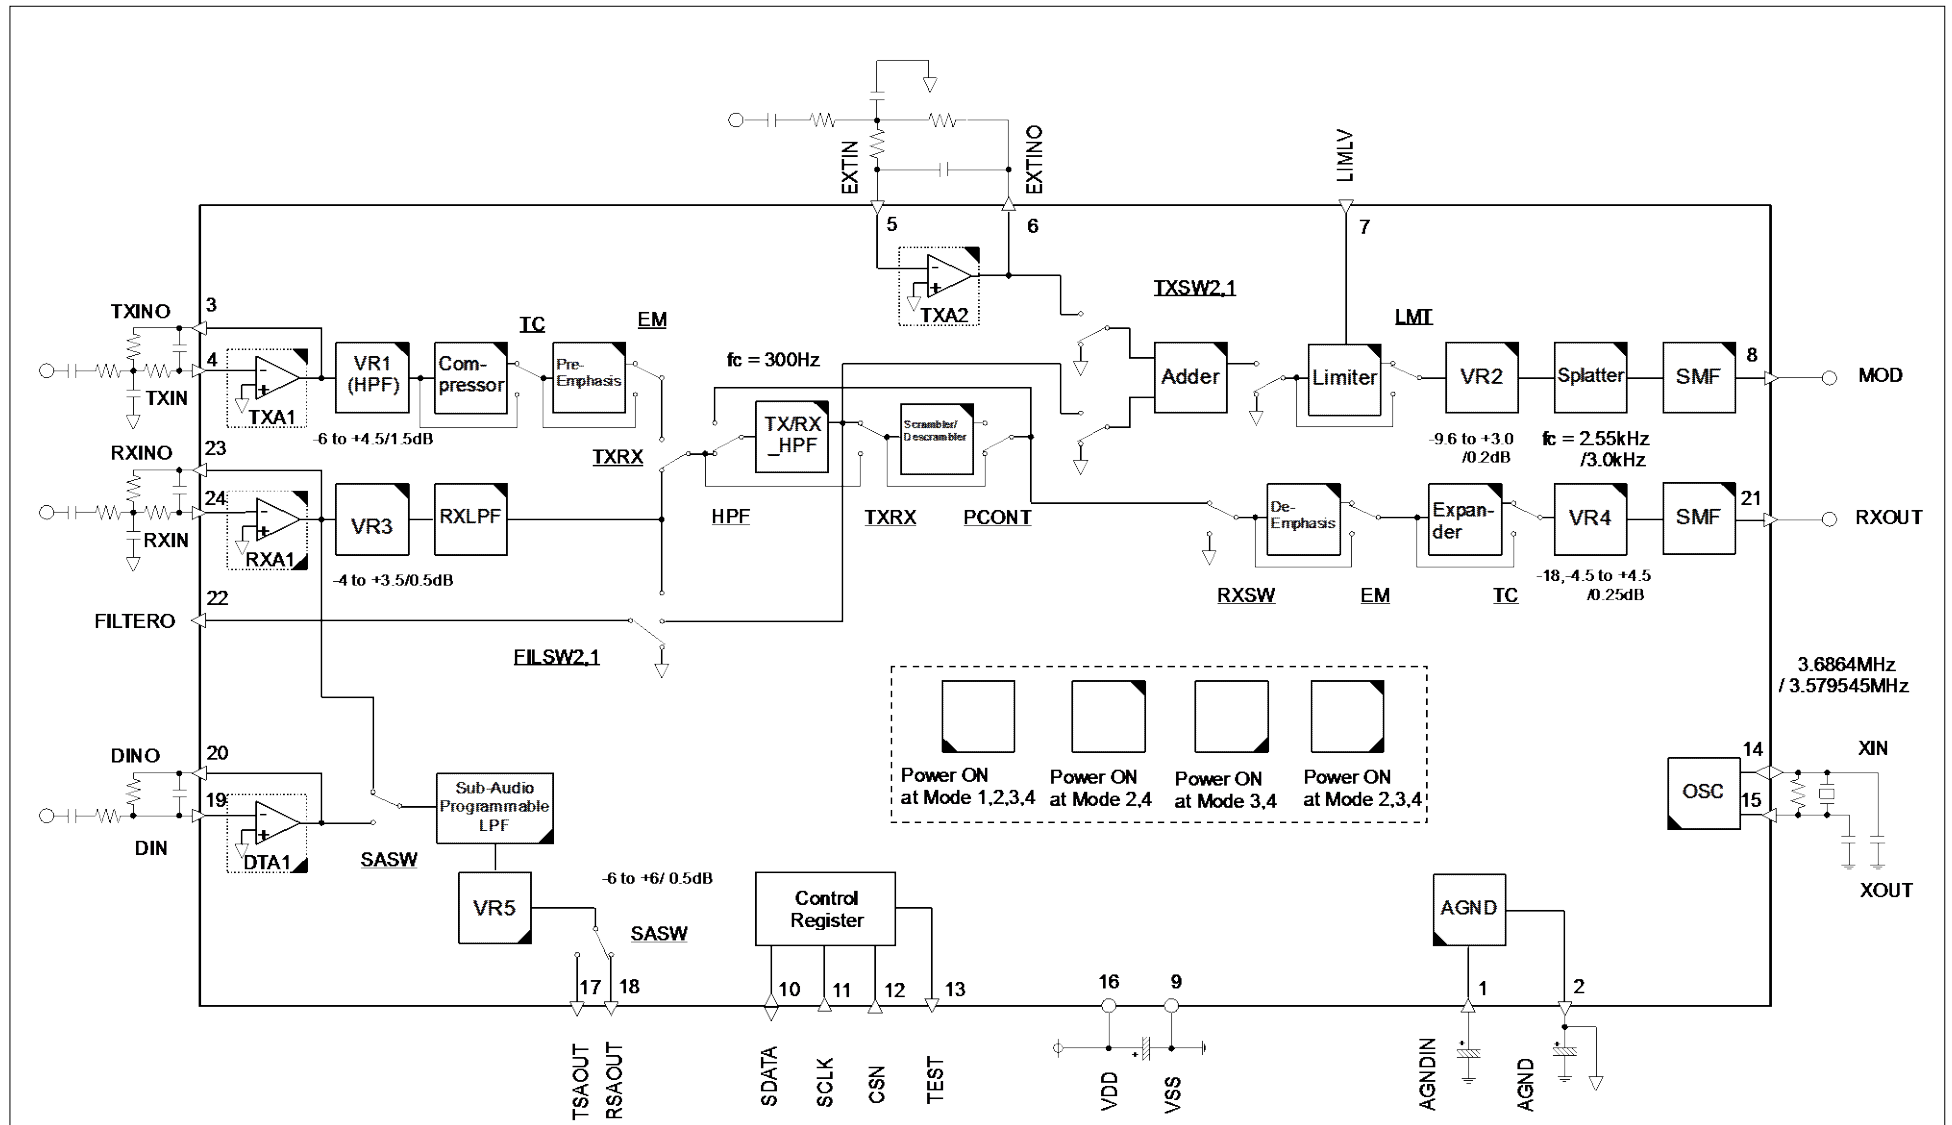 EXTIN
EXTINO
LIMLV
5
6
7
TXA2
TXSW2,1
LMT
TXINO
3
4
TXIN
TXA1
VR1
(HPF)
-6 to +4.5/1.5dB
Com-
pressor
TC
Pre-
Emphasis
EM
fc = 300Hz
TX/RX
_HPF
Scrambler/
Descrambler
Adder
Limiter
VR2
-9.6 to +3.0
/0.2dB
Splatter
fc = 2.55kHz
/3.0kHz
SMF
8
MOD
RXINO
23
24
RXIN
RXA1
VR3
-4 to +3.5/0.5dB
RXLPF
TXRX
HPF
TXRX
PCONT
RXSW
De-
Emphasis
EM
Expan-
der
TC
VR4
-18,-4.5 to +4.5
/0.25dB
SMF
21
RXOUT
22
FILTERO
FILSW2,1
Power ON
at Mode 1,2,3,4
Power ON
at Mode 2,4
Power ON
at Mode 3,4
Power ON
at Mode 2,3,4
3.6864MHz
/ 3.579545MHz
14
XIN
OSC
15
XOUT
DINO
20
19
DIN
DTA1
SASW
Sub-Audio
Programmable
LPF
VR5
-6 to +6/ 0.5dB
SASW
Control
Register
AGND
17
18
10
11
12
13
16
9
1
2
TSAOUT
RSAOUT
SDATA
SCLK
CSN
TEST
VDD
VSS
AGNDIN
AGND